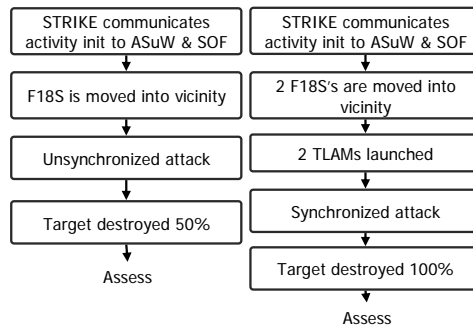 STRIKE communicates
activity init to ASuW & SOF
F18S is moved into vicinity
Unsynchronized attack
Target destroyed 50%
Assess
STRIKE communicates
activity init to ASuW & SOF
2 F18S's are moved into
vicinity
2 TLAMs launched
Synchronized attack
Target destroyed 100%
Assess